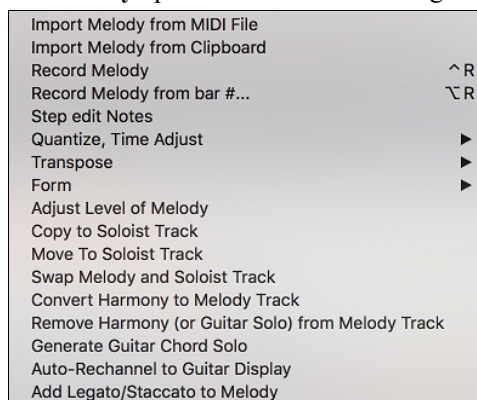 Import Melody from MIDI File
Import Melody from Clipboard
Record Melody ^R
Record Melody from bar #... ⌥R
Step edit Notes
Quantize, Time Adjust ▶
Transpose ▶
Form ▶
Adjust Level of Melody
Copy to Soloist Track
Move To Soloist Track
Swap Melody and Soloist Track
Convert Harmony to Melody Track
Remove Harmony (or Guitar Solo) from Melody Track
Generate Guitar Chord Solo
Auto-Rechannel to Guitar Display
Add Legato/Staccato to Melody